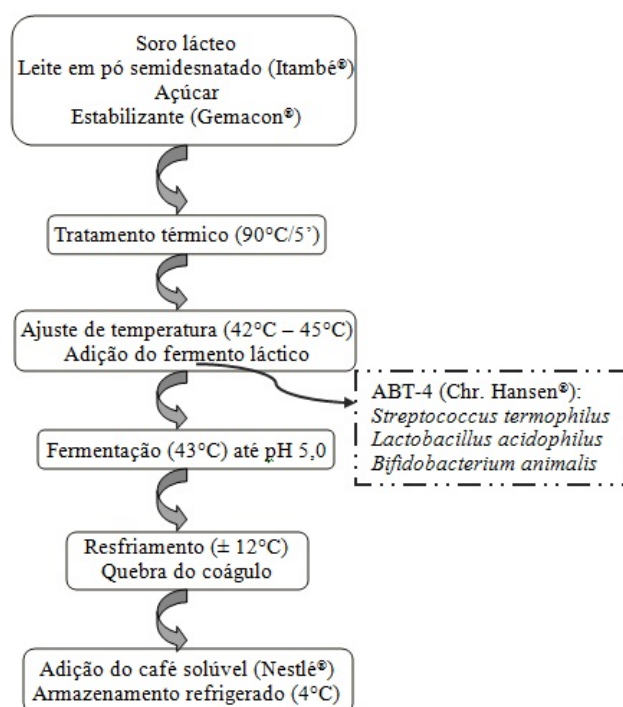 Soro lácteo
Leite em pó semidesnatado (Itambé®)
Açúcar
Estabilizante (Gemacon®)
Tratamento térmico (90°C/5’)
Ajuste de temperatura (42°C – 45°C)
Adição do fermento láctico
ABT-4 (Chr. Hansen®):
Streptococcus termophilus
Lactobacillus acidophilus
Bifidobacterium animalis
Fermentação (43°C) até pH 5,0
Resfriamento (± 12°C)
Quebra do coágulo
Adição do café solúvel (Nestlé®)
Armazenamento refrigerado (4°C)